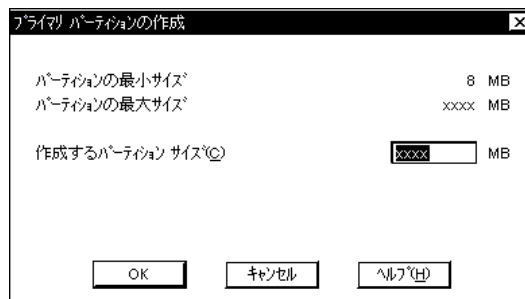 ﾌﾟﾗｲﾏﾘ ﾊﾟｰﾃｨｼｮﾝの作成
ﾊﾟｰﾃｨｼｮﾝの最小ｻｲｽﾞ 8 MB
ﾊﾟｰﾃｨｼｮﾝの最大ｻｲｽﾞ xxxx MB
作成するﾊﾟｰﾃｨｼｮﾝ ｻｲｽﾞ(C) xxxx MB
OK ｷｬﾝｾﾙ ﾍﾙﾌﾟ(H)